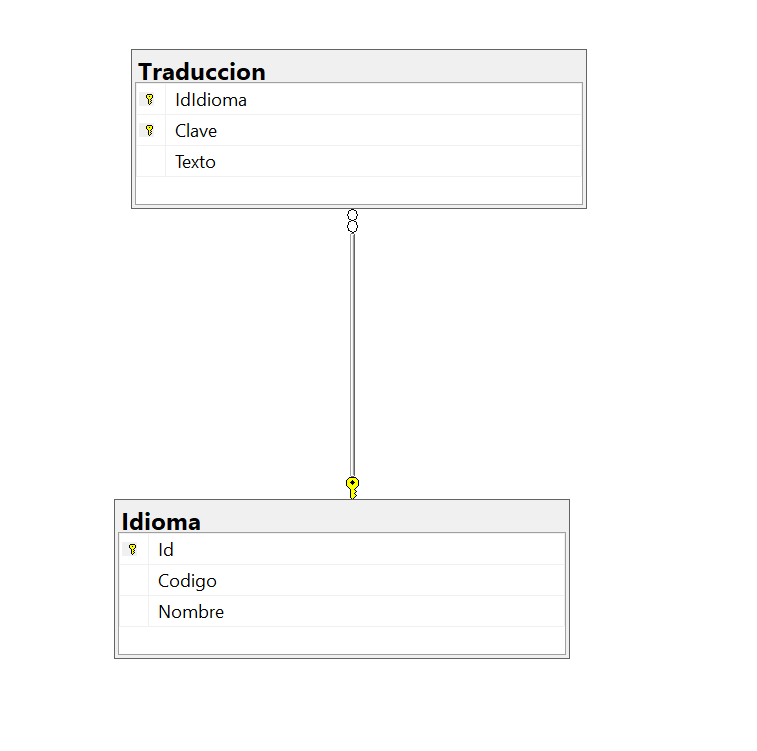 Traduccion
IdIdioma
Clave
Texto
Idioma
Id
Codigo
Nombre